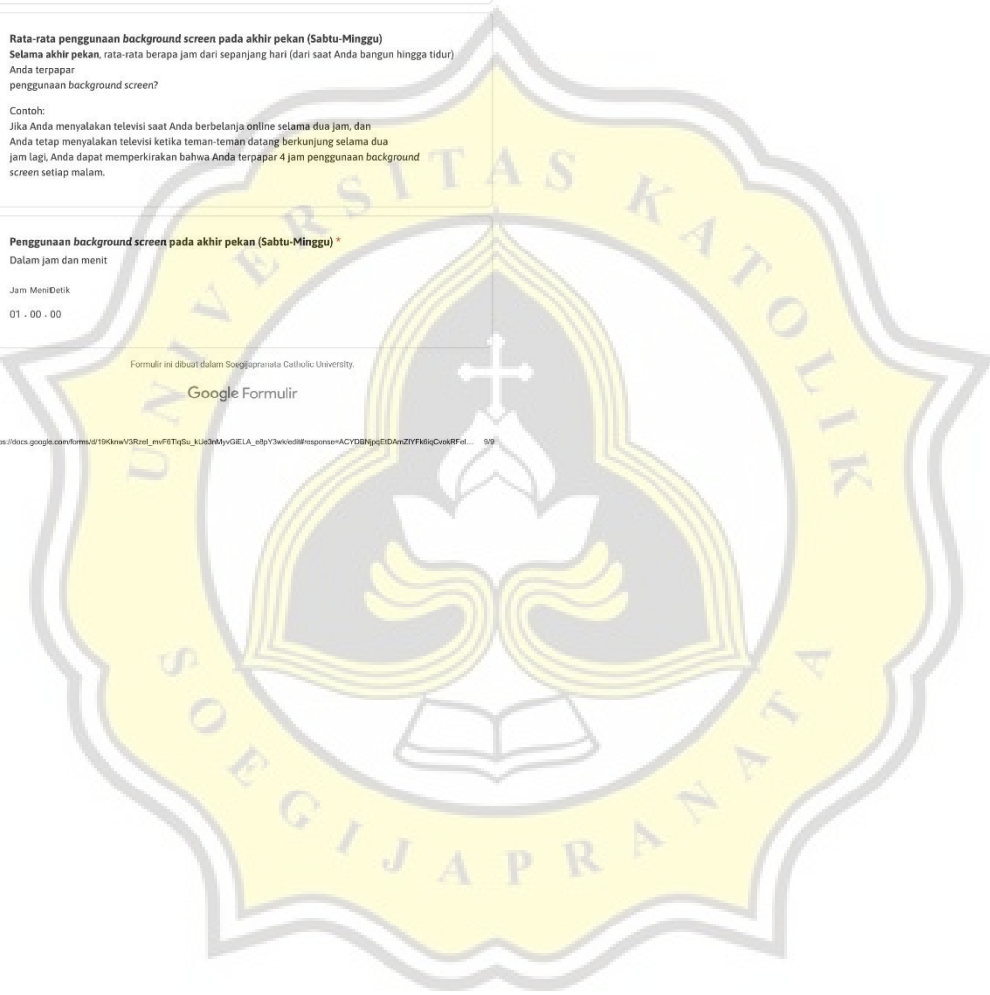 Rata-rata penggunaan background screen pada akhir pekan (Sabtu-Minggu)
Selama akhir pekan, rata-rata berapa jam dari sepanjang hari (dari saat Anda bangun hingga tidur)
Anda terpapar
penggunaan background screen?
Contoh:
Jika Anda menyalakan televisi saat Anda berbelanja online selama dua jam, dan
Anda tetap menyalakan televisi ketika teman-teman datang berkunjung selama dua
jam lagi, Anda dapat memperkirakan bahwa Anda terpapar 4 jam penggunaan background
screen setiap malam.
Penggunaan background screen pada akhir pekan (Sabtu-Minggu) *
Dalam jam dan menit
Jam Menit Detik
01 . 00 . 00
Formulir ini dibuat dalam Soegijapranata Catholic University.
Google Formulir
9/9
UNIVERSITAS KATOLIK
SOEGIJAPRANATA